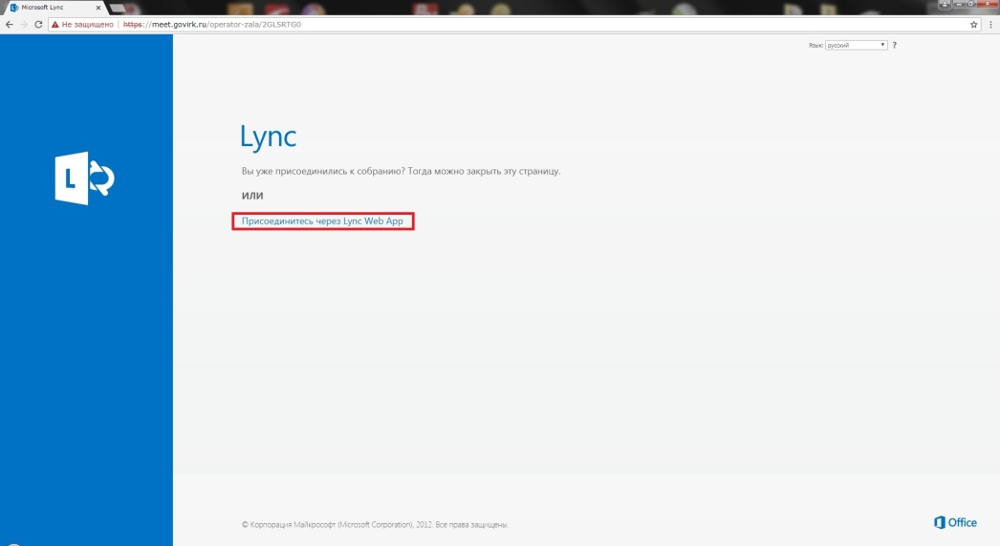 Microsoft Lync
Не защищено | https://meet.govirk.ru/operator-zala/2GLSRTG0
Язык: русский ?
L
Lync
Вы уже присоединились к собранию? Тогда можно закрыть эту страницу.
ИЛИ
Присоединитесь через Lync Web App
© Корпорация Майкрософт (Microsoft Corporation), 2012. Все права защищены.
Office